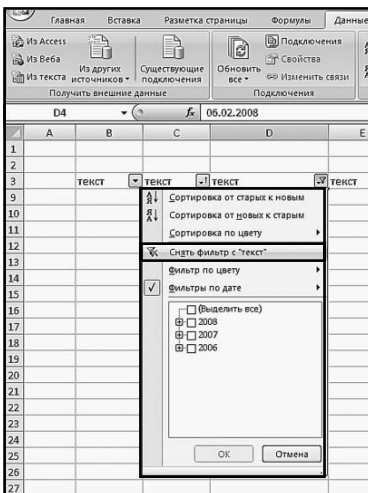 Главная Вставка Разметка страницы Формулы Данные
Из Access
Из Веба
Из текста
Из других источников
Существующие подключения
Получить внешние данные
Обновить все
Подключения
Свойства
Изменить связи
Подключения
D4 fx 06.02.2008
A B C D E
1
2
3 текст текст текст текст
9
10
11
12
13
14
15
16
17
18
19
20
21
22
23
24
25
26
27
Сортировка от старых к новым
Сортировка от новых к старым
Сортировка по цвету
Снять фильтр с "текст"
Фильтр по цвету
Фильтры по дате
(Выделить все)
2008
2007
2006
ОК Отмена